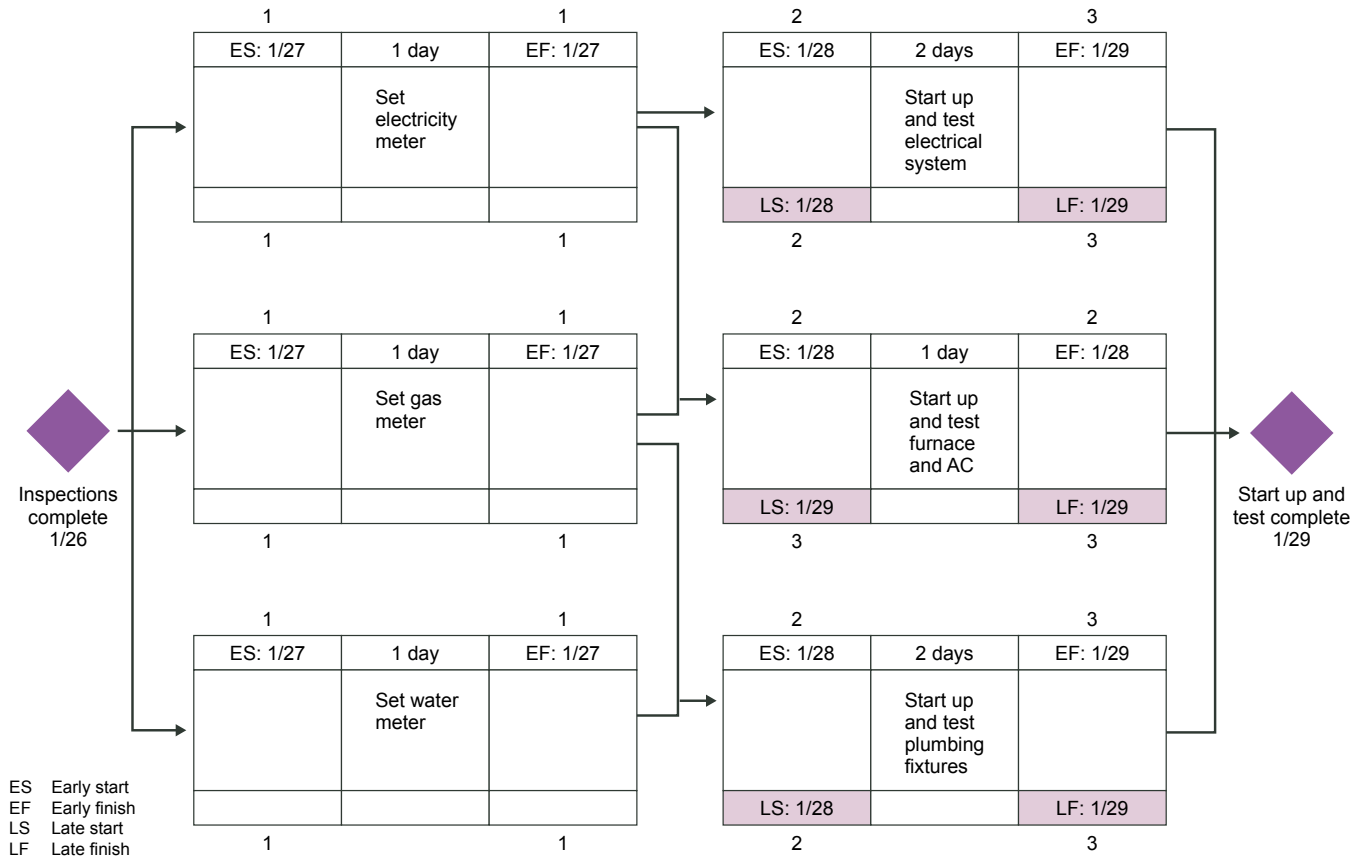 1 1 2 3
ES: 1/27 1 day EF: 1/27 ES: 1/28 2 days EF: 1/29
Set
electricity
meter
Start up
and test
electrical
system
LS: 1/28 LF: 1/29
1 1 2 3
1 1 2 2
ES: 1/27 1 day EF: 1/27 ES: 1/28 1 day EF: 1/28
Set gas
meter
Start up
and test
furnace
and AC
LS: 1/29 LF: 1/29
1 1 3 3
Inspections
complete
1/26
Start up and
test complete
1/29
1 1 2 3
ES: 1/27 1 day EF: 1/27 ES: 1/28 2 days EF: 1/29
Set water
meter
Start up
and test
plumbing
fixtures
LS: 1/28 LF: 1/29
1 1 2 3
ES Early start
EF Early finish
LS Late start
LF Late finish